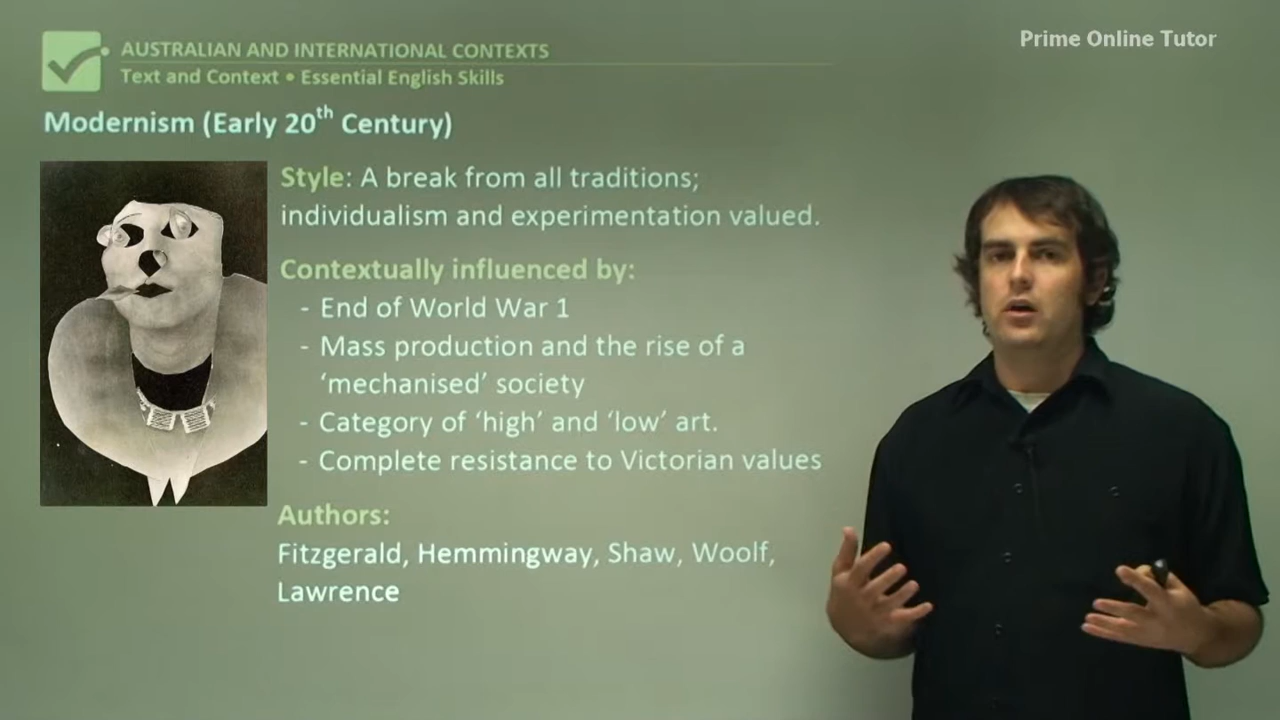 Prime Online Tutor
AUSTRALIAN AND INTERNATIONAL CONTEXTS
Text and Context • Essential English Skills
Modernism (Early 20th Century)
Style: A break from all traditions;
individualism and experimentation valued.
Contextually influenced by:
- End of World War 1
- Mass production and the rise of a
‘mechanised’ society
- Category of ‘high’ and ‘low’ art.
- Complete resistance to Victorian values
Authors:
Fitzgerald, Hemmingway, Shaw, Woolf,
Lawrence